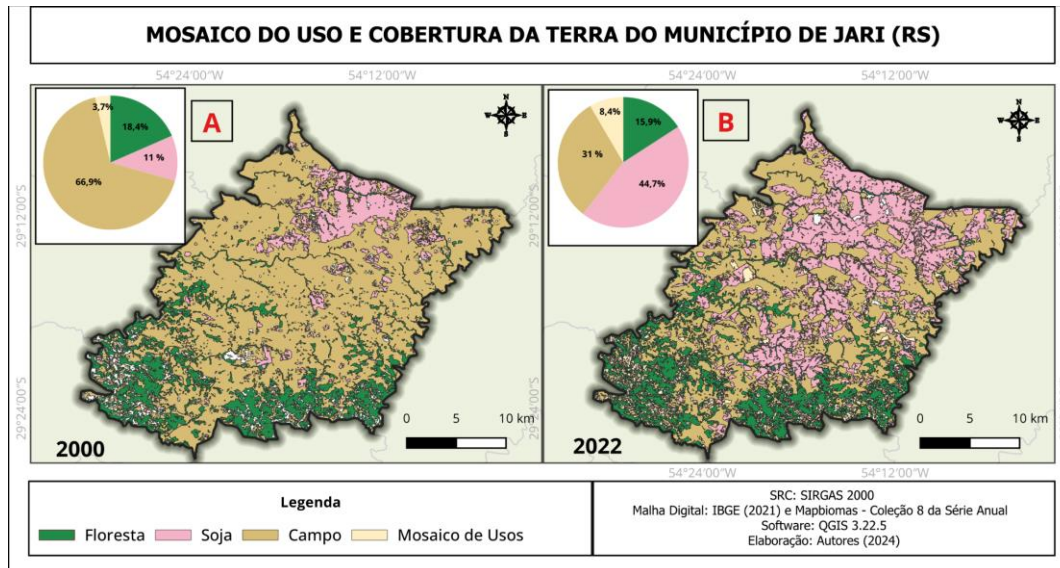 MOSAICO DO USO E COBERTURA DA TERRA DO MUNICÍPIO DE JARI (RS)
54°24'00"W
54°12'00"W
54°24'00"W
54°12'00"W
3,7%
18,4%
11 %
66,9%
A
N
W E
S
8,4%
15,9%
31 %
44,7%
B
N
W E
S
29°12'00"S
29°12'00"S
29°24'00"S
29°24'00"S
0 5 10 km
2000
0 5 10 km
2022
54°24'00"W
54°12'00"W
Legenda
Floresta Soja Campo Mosaico de Usos
SRC: SIRGAS 2000
Malha Digital: IBGE (2021) e Mapbiomas - Coleção 8 da Série Anual
Software: QGIS 3.22.5
Elaboração: Autores (2024)